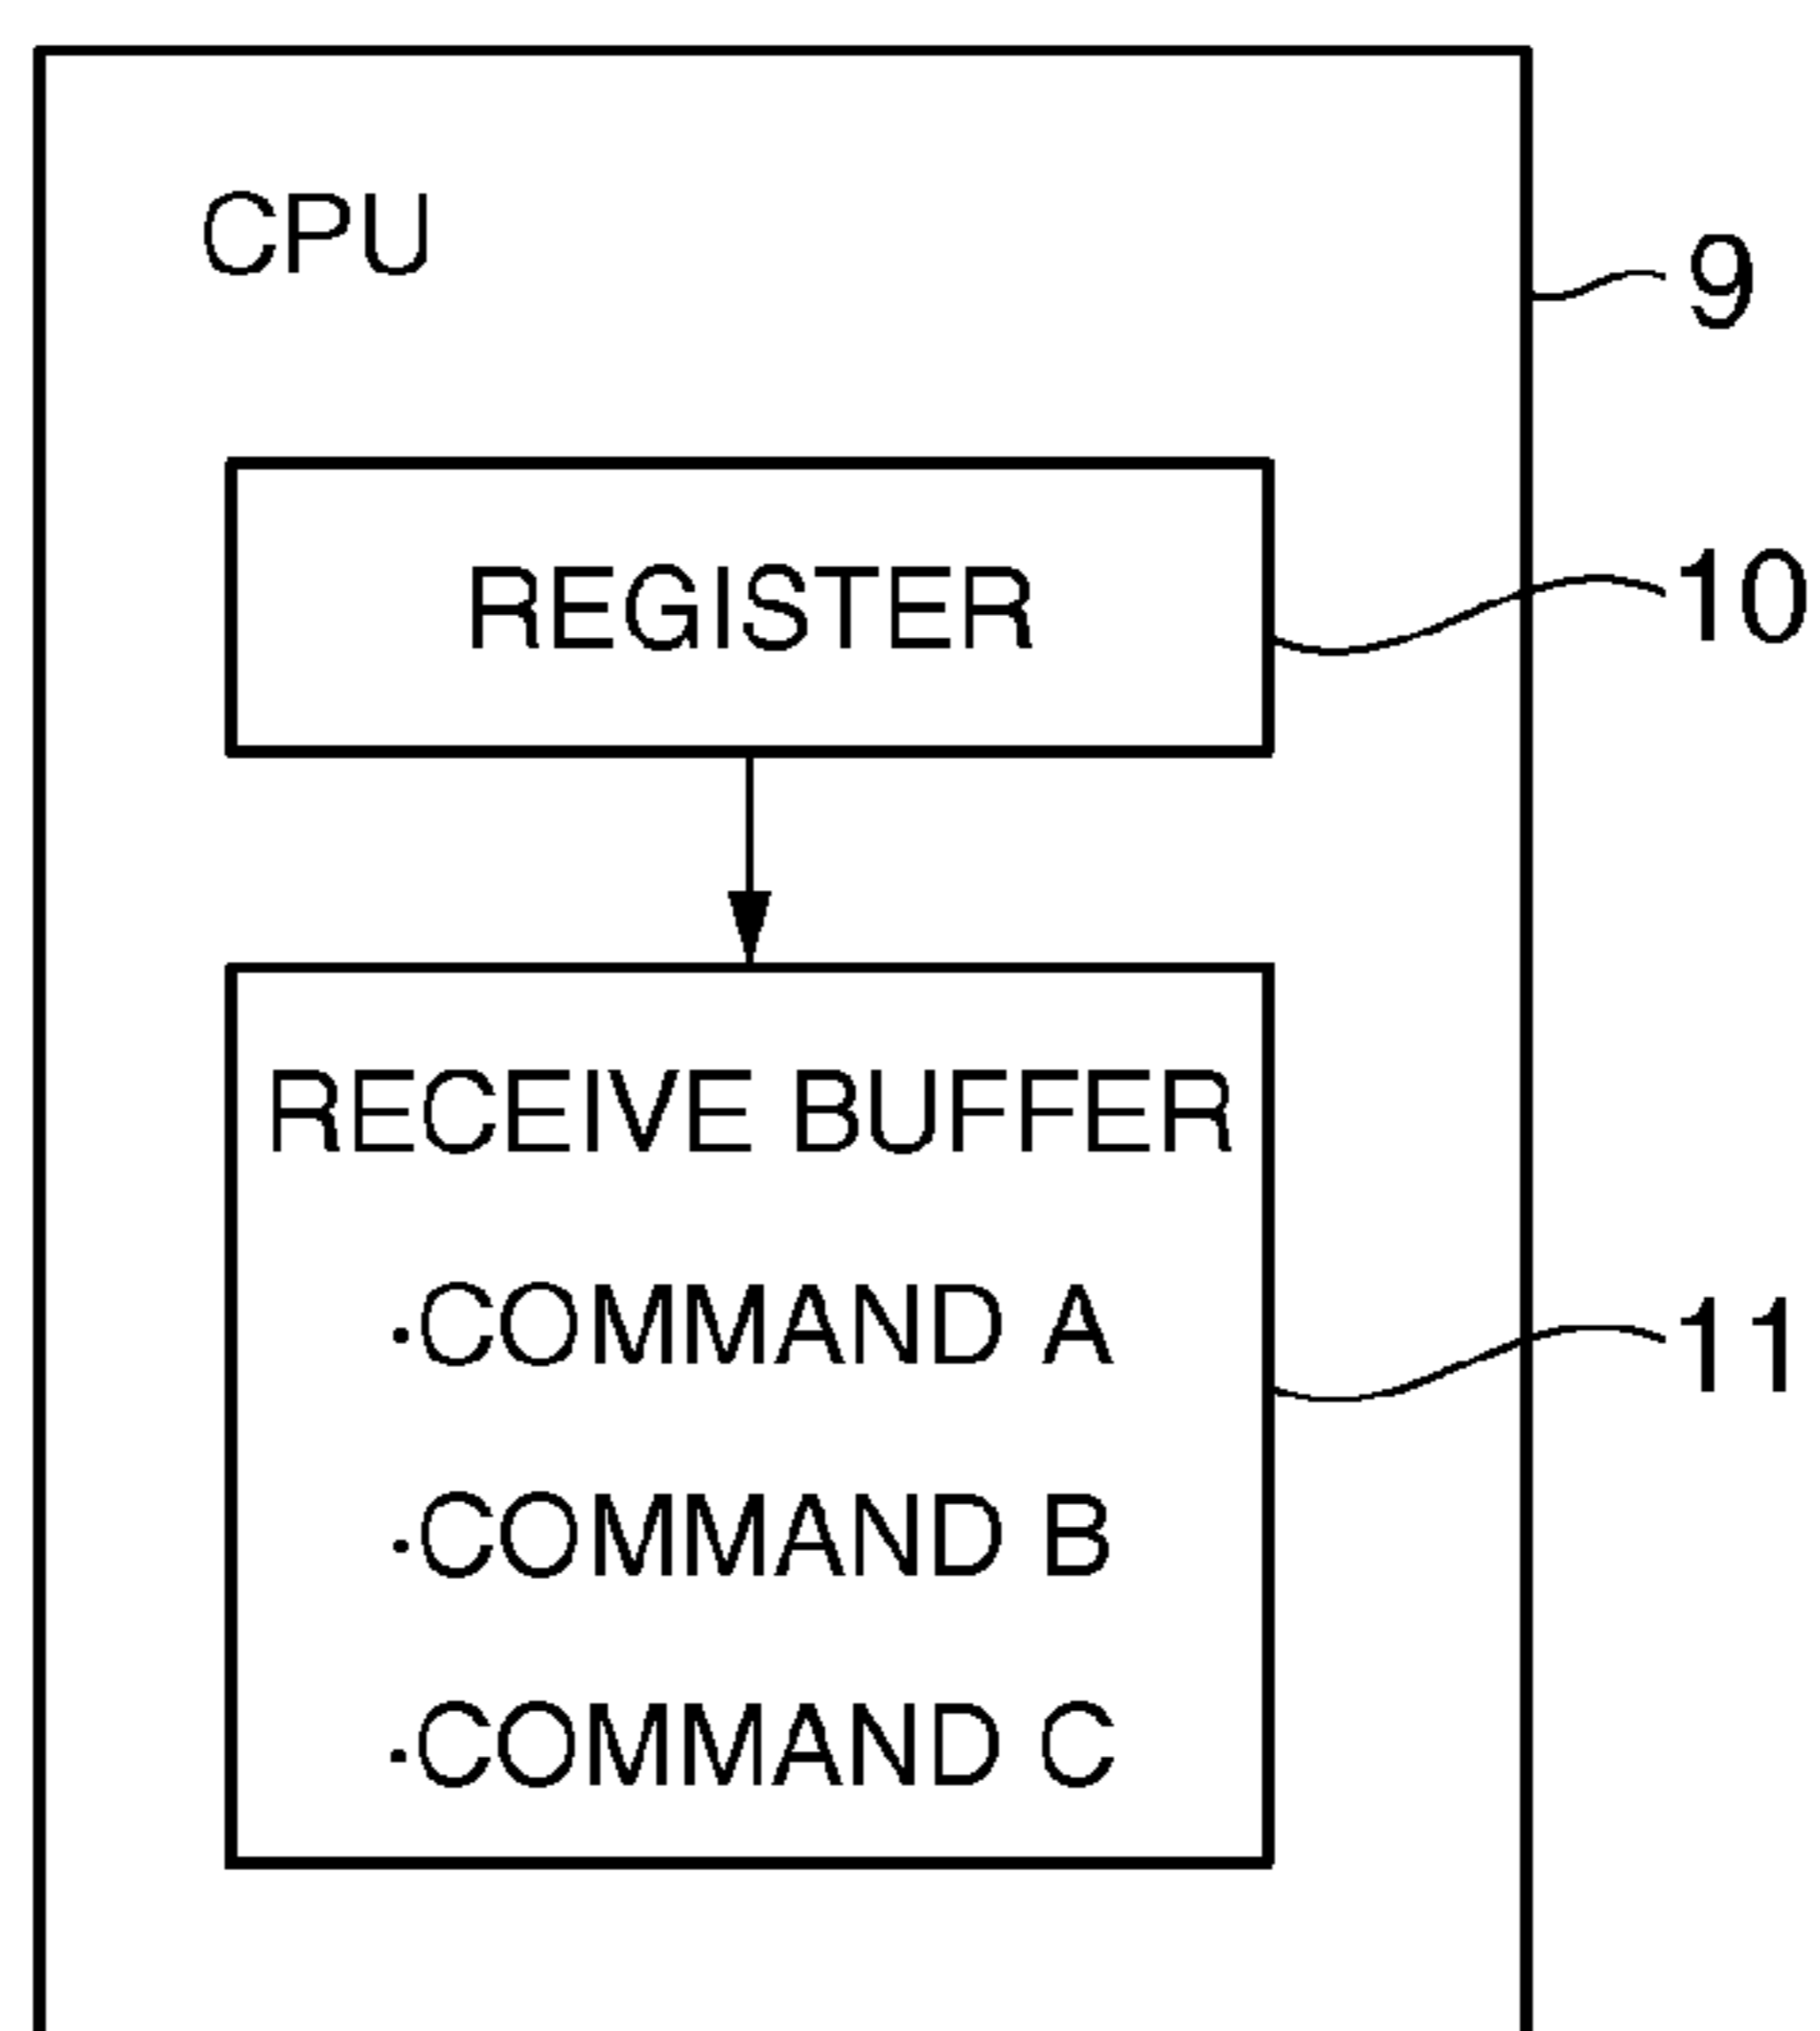 CPU
9
REGISTER
10
RECEIVE BUFFER
·COMMAND A
11
·COMMAND B
·COMMAND C